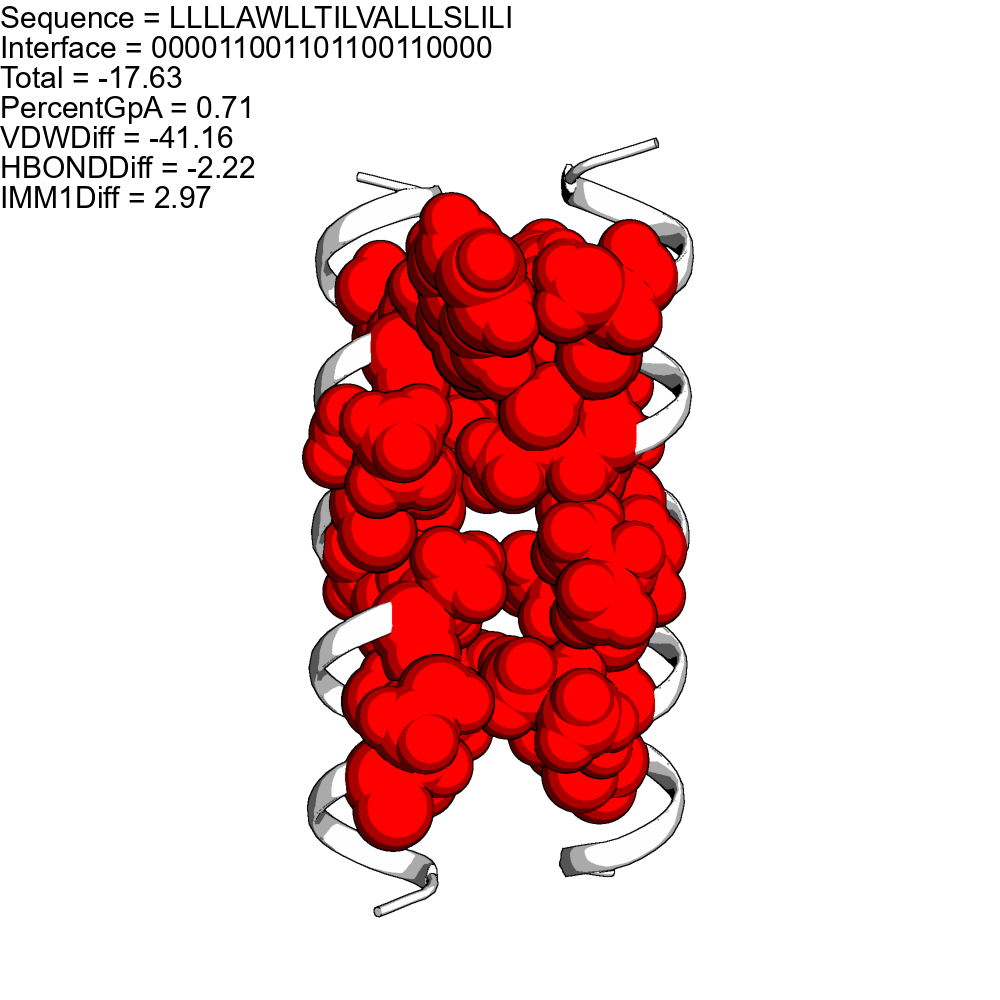 Sequence = LLLLAWLLTILVALLLSLILI
Interface = 000011001101100110000
Total = -17.63
PercentGpA = 0.71
VDWDiff = -41.16
HBONDDiff = -2.22
IMM1Diff = 2.97